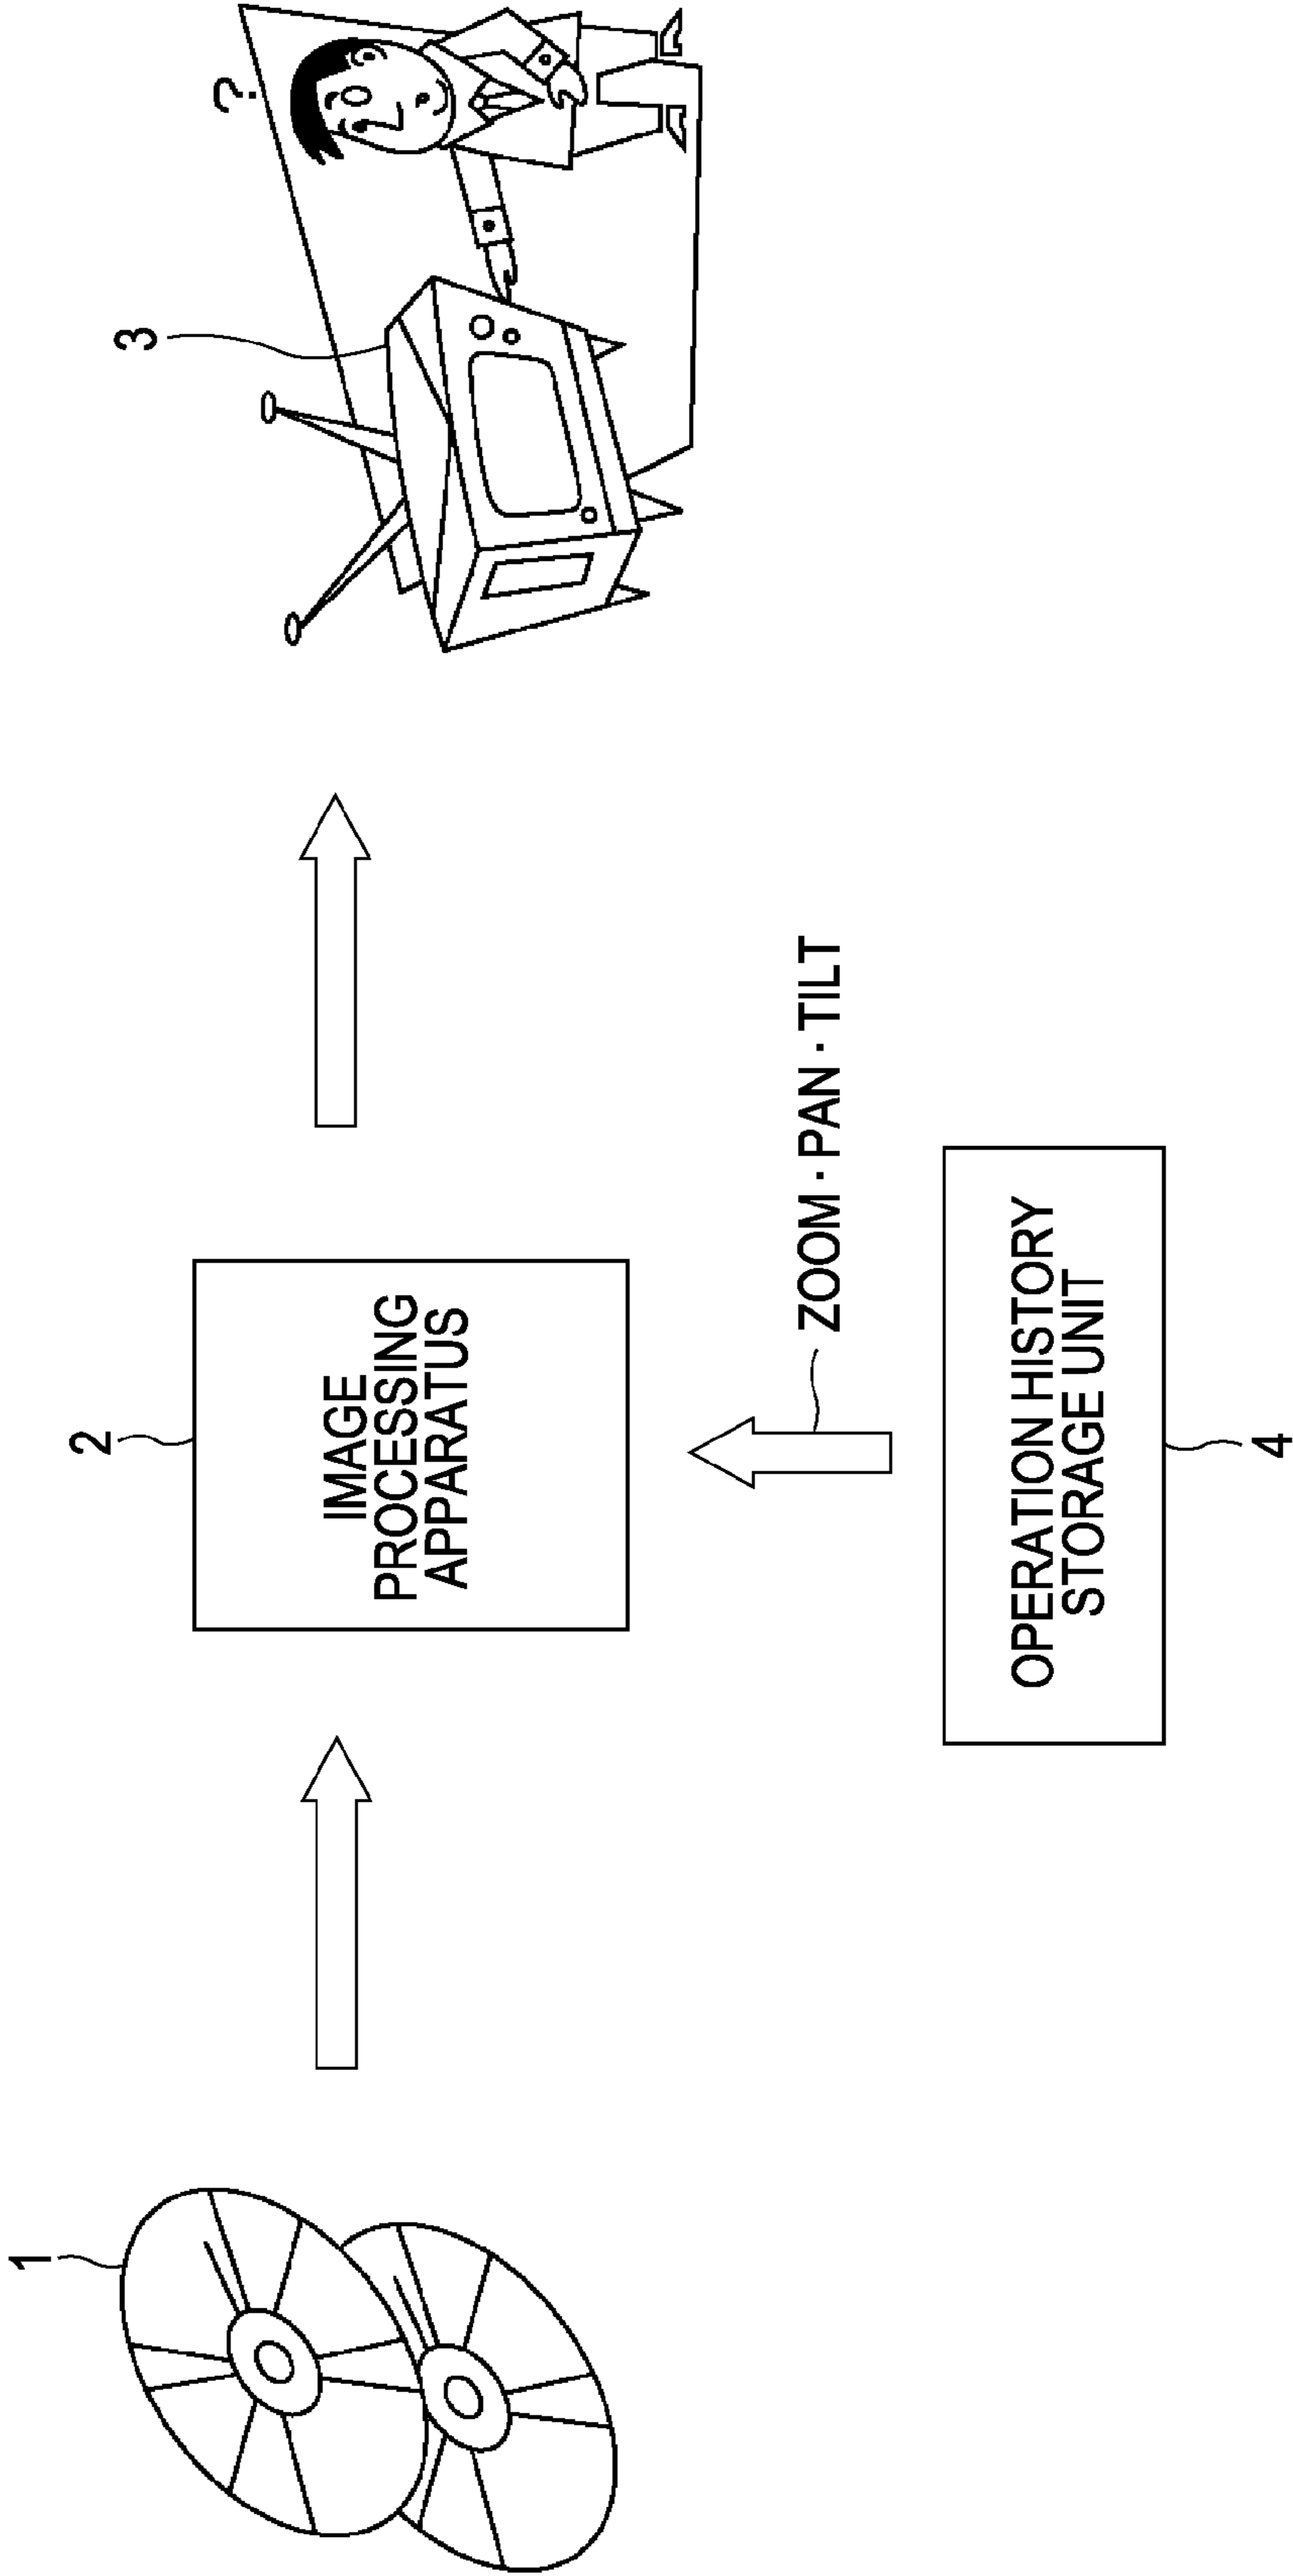 ?
3
2
1
IMAGE
PROCESSING
APPARATUS
ZOOM · PAN · TILT
OPERATION HISTORY
STORAGE UNIT
4